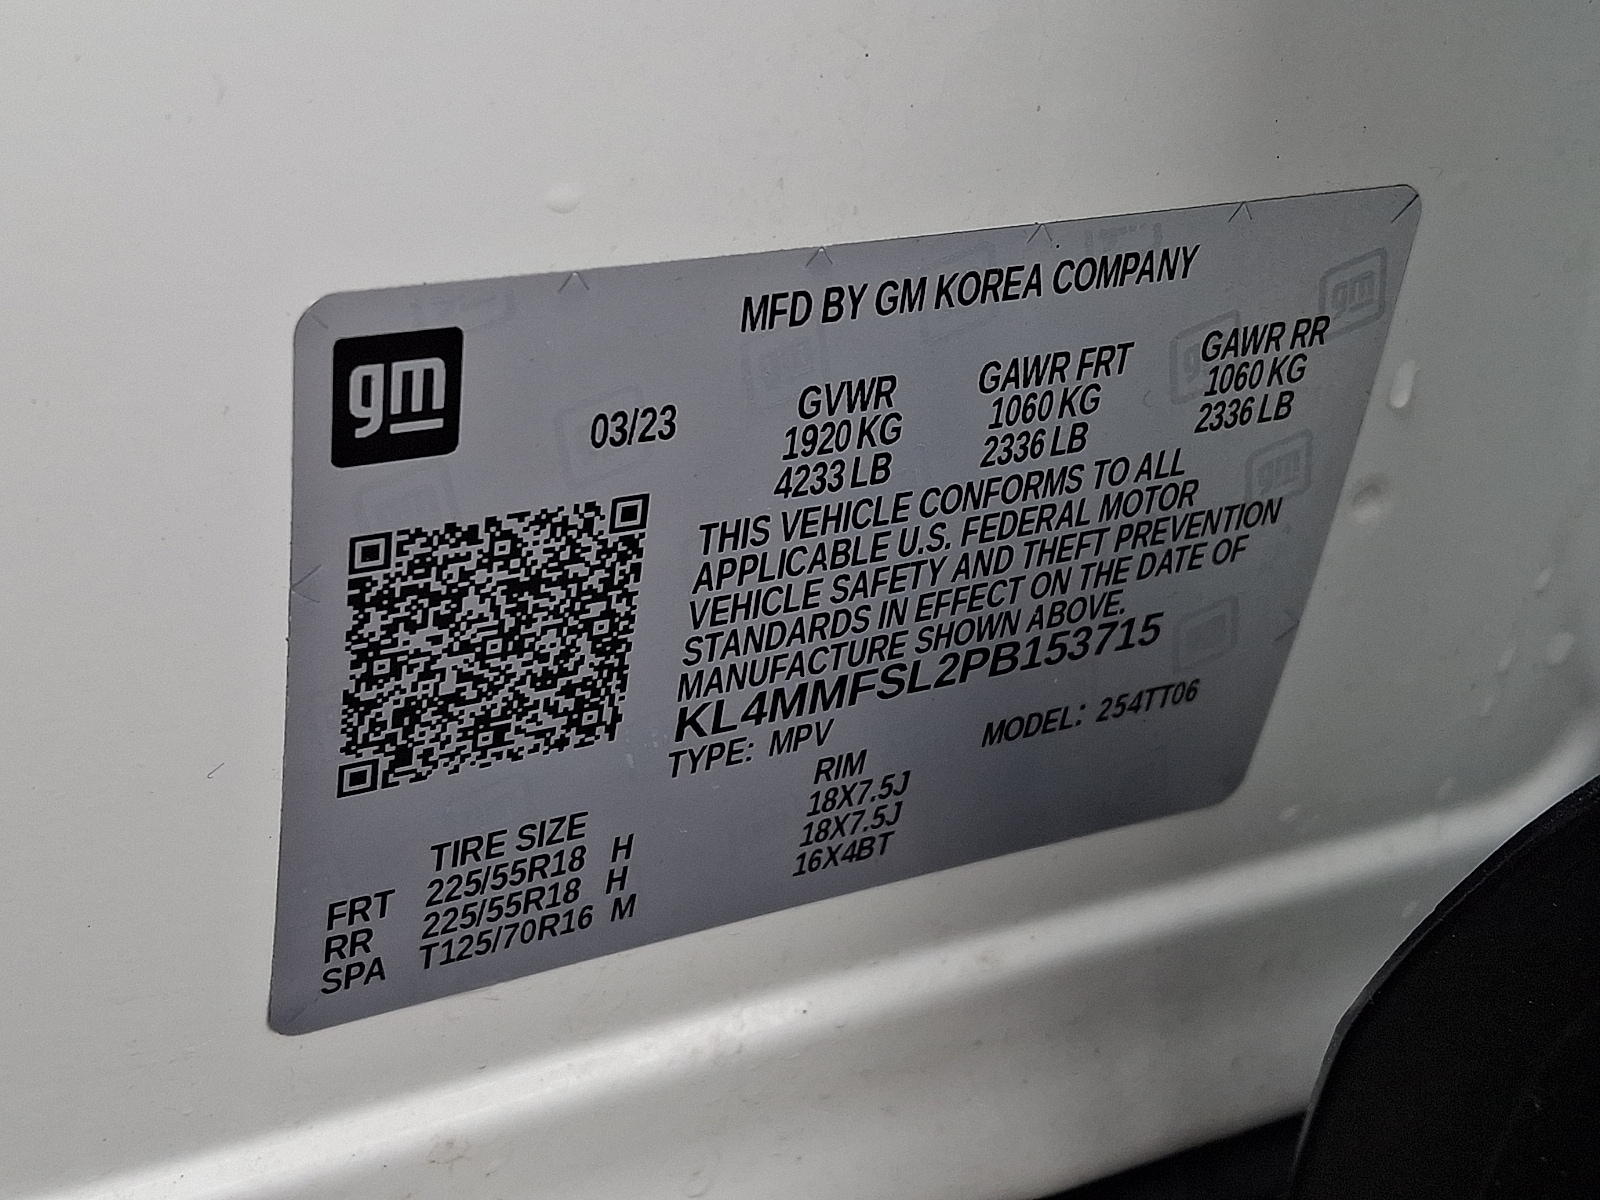 gm
MFD BY GM KOREA COMPANY
03/23
GVWR GAWR FRT GAWR RR
1920 KG 1060 KG 1060 KG
4233 LB 2336 LB 2336 LB
THIS VEHICLE CONFORMS TO ALL
APPLICABLE U.S. FEDERAL MOTOR
VEHICLE SAFETY AND THEFT PREVENTION
STANDARDS IN EFFECT ON THE DATE OF
MANUFACTURE SHOWN ABOVE.
KL4MMFSL2PB153715
TYPE: MPV MODEL: 254TT06
TIRE SIZE RIM
FRT 225/55R18 H 18X7.5J
RR 225/55R18 H 18X7.5J
SPA T125/70R16 M 16X4BT